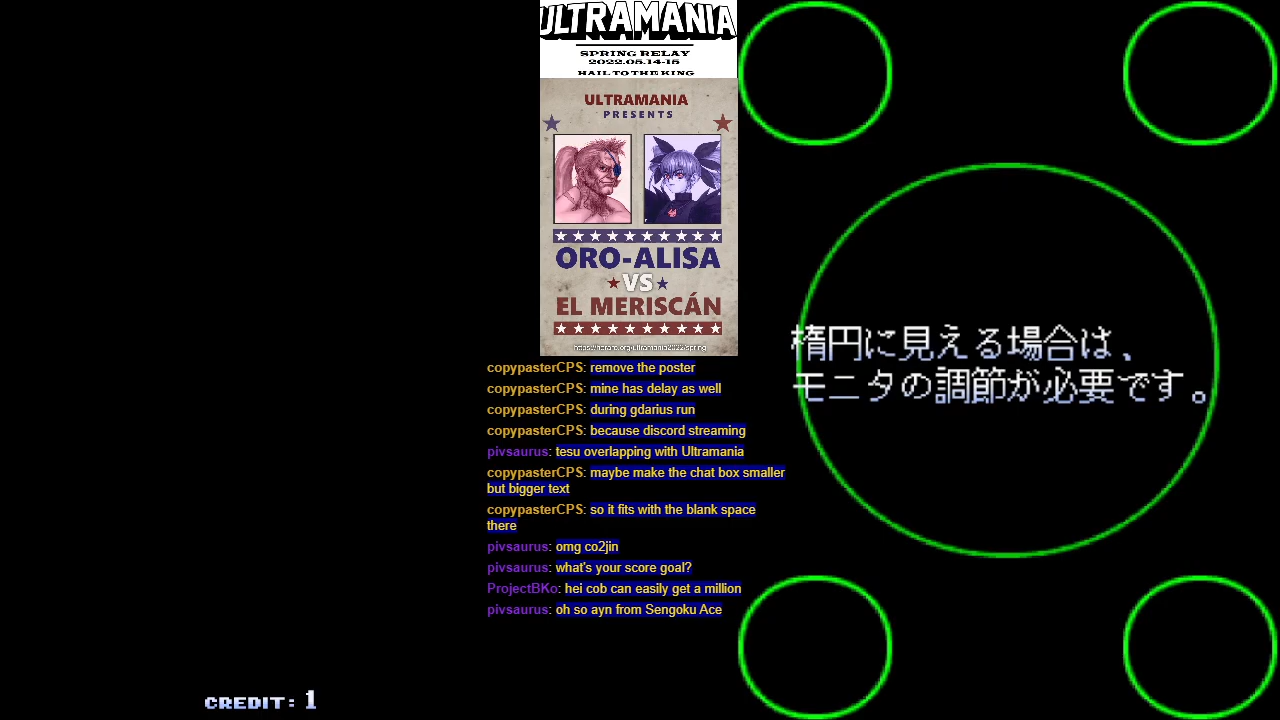 ULTRAMANIA
SPRING RELAY
2022.05.14-15
HAIL TO THE KING
ULTRAMANIA
PRESENTS
ORO-ALISA
VS
EL MERISCÁN
楕円に見える場合は、
モニタの調節が必要です。
copypasterCPS: remove the poster
copypasterCPS: mine has delay as well
copypasterCPS: during gdarius run
copypasterCPS: because discord streaming
pivsaurus: tesu overlapping with Ultramania
copypasterCPS: maybe make the chat box smaller
but bigger text
copypasterCPS: so it fits with the blank space
there
pivsaurus: omg co2jin
pivsaurus: what's your score goal?
ProjectBKo: hei cob can easily get a million
pivsaurus: oh so ayn from Sengoku Ace
CREDIT: 1